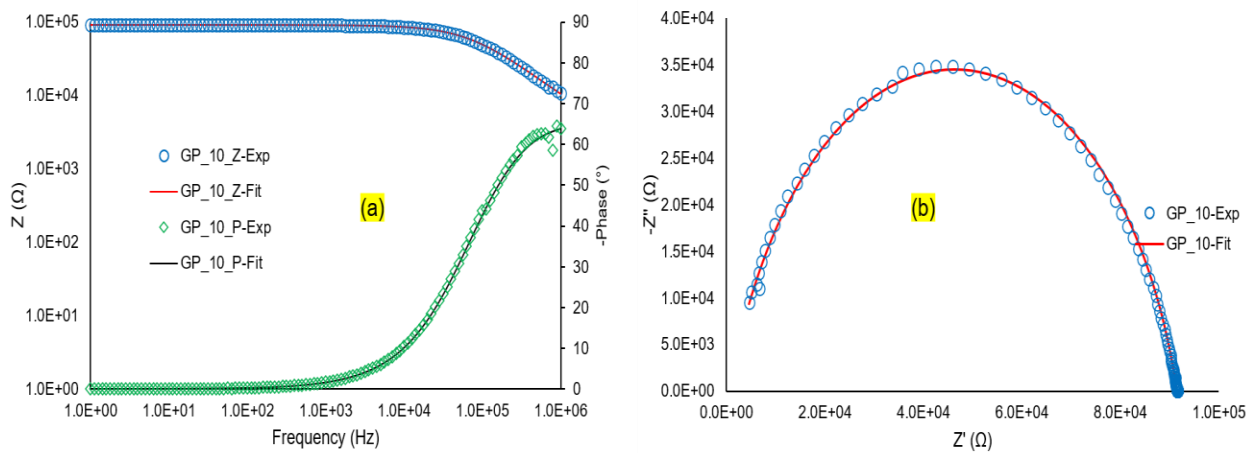 1.0E+05
1.0E+04
1.0E+03
1.0E+02
1.0E+01
1.0E+00
Z (Ω)
GP_10_Z-Exp
GP_10_Z-Fit
GP_10_P-Exp
GP_10_P-Fit
(a)
90
80
70
60
50
40
30
20
10
0
-Phase (°)
1.0E+00 1.0E+01 1.0E+02 1.0E+03 1.0E+04 1.0E+05 1.0E+06
Frequency (Hz)
4.0E+04
3.5E+04
3.0E+04
2.5E+04
2.0E+04
1.5E+04
1.0E+04
5.0E+03
0.0E+00
-Z'' (Ω)
(b)
GP_10-Exp
GP_10-Fit
0.0E+00 2.0E+04 4.0E+04 6.0E+04 8.0E+04 1.0E+05
Z' (Ω)